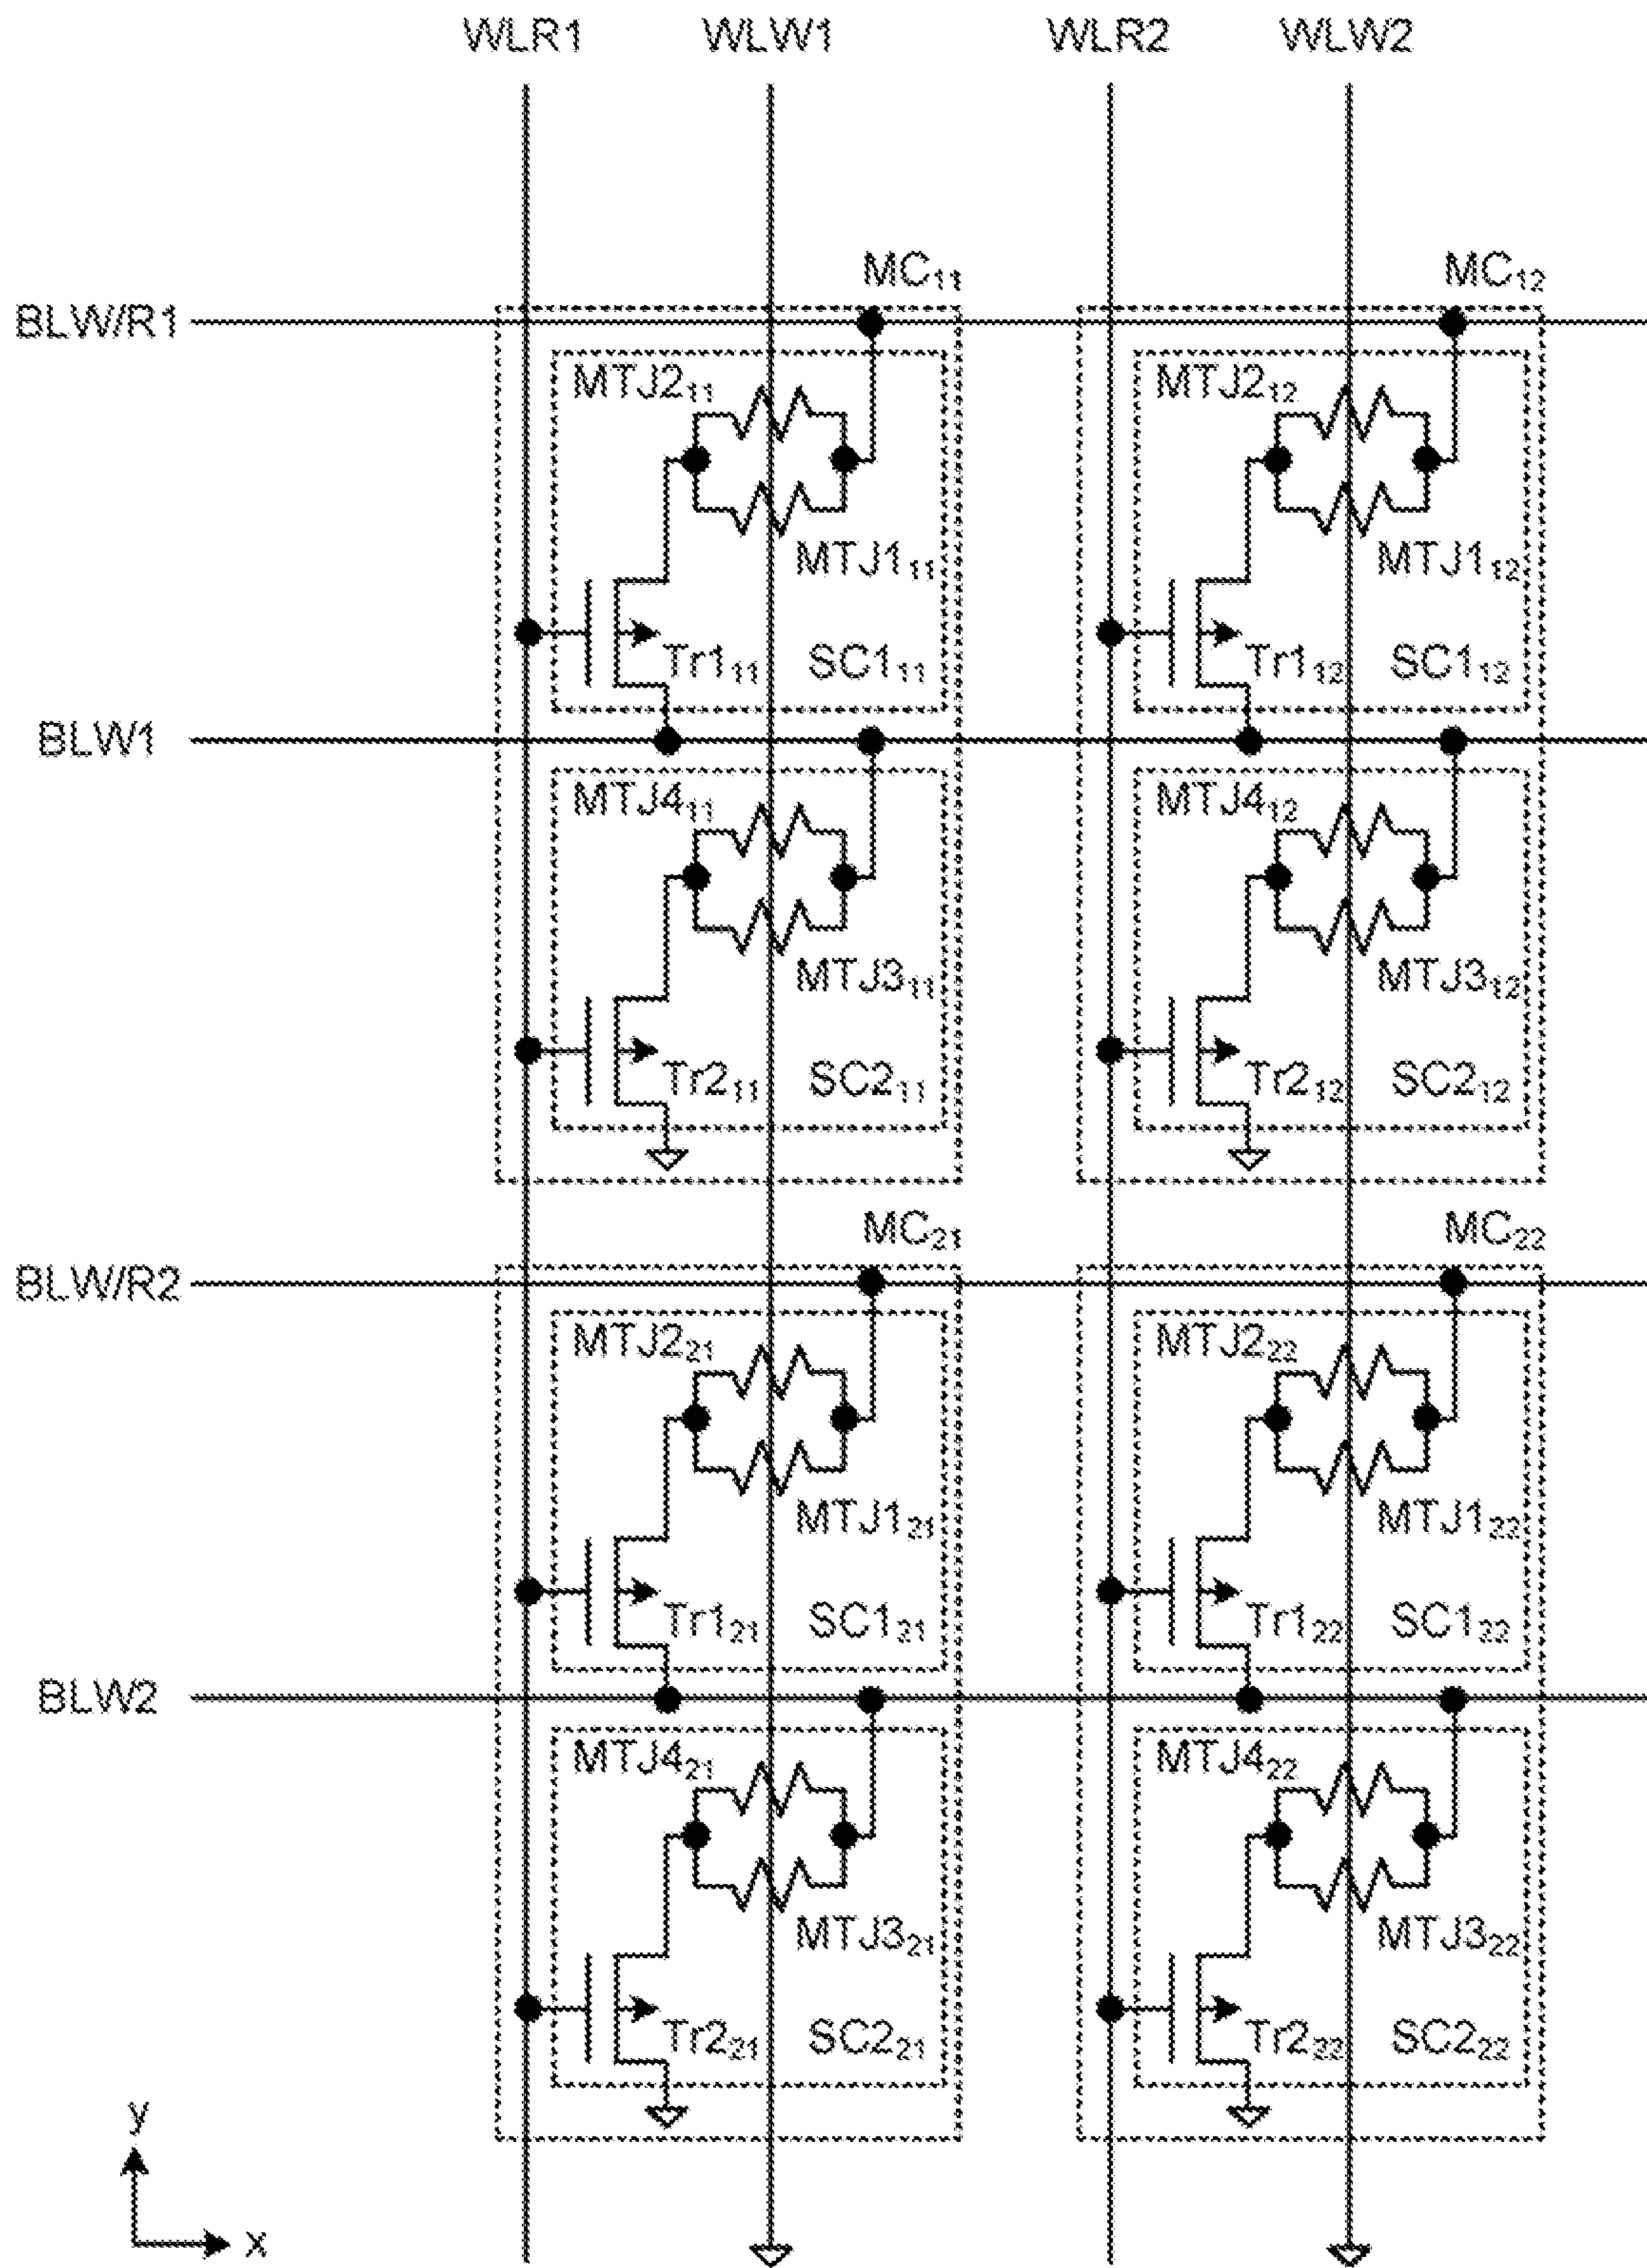 WLR1 WLW1 WLR2 WLW2
MC₁₁ MC₁₂
BLW/R1
MTJ2₁₁ MTJ2₁₂
MTJ1₁₁ MTJ1₁₂
Tr1₁₁ SC1₁₁ Tr1₁₂ SC1₁₂
BLW1
MTJ4₁₁ MTJ4₁₂
MTJ3₁₁ MTJ3₁₂
Tr2₁₁ SC2₁₁ Tr2₁₂ SC2₁₂
MC₂₁ MC₂₂
BLW/R2
MTJ2₂₁ MTJ2₂₂
MTJ1₂₁ MTJ1₂₂
Tr1₂₁ SC1₂₁ Tr1₂₂ SC1₂₂
BLW2
MTJ4₂₁ MTJ4₂₂
MTJ3₂₁ MTJ3₂₂
Tr2₂₁ SC2₂₁ Tr2₂₂ SC2₂₂
y
x